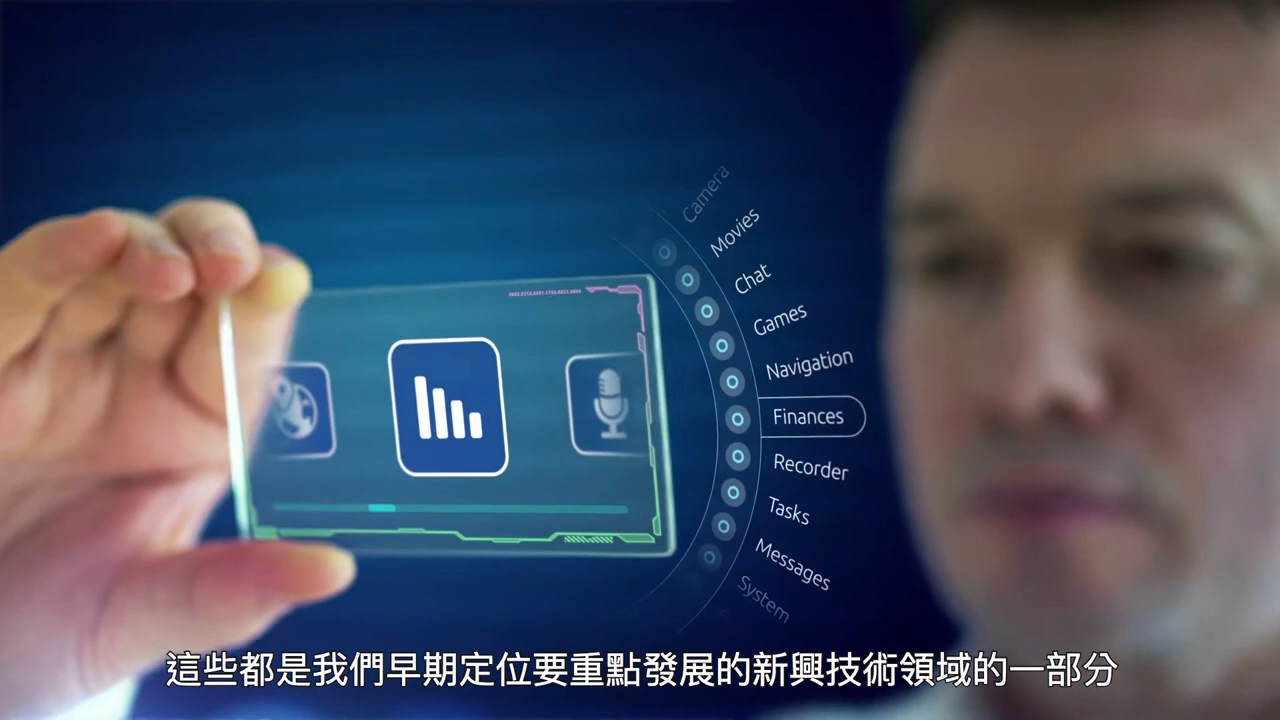 Camera
Movies
Chat
Games
Navigation
Finances
Recorder
Tasks
Messages
System
這些都是我們早期定位要重點發展的新興技術領域的一部分